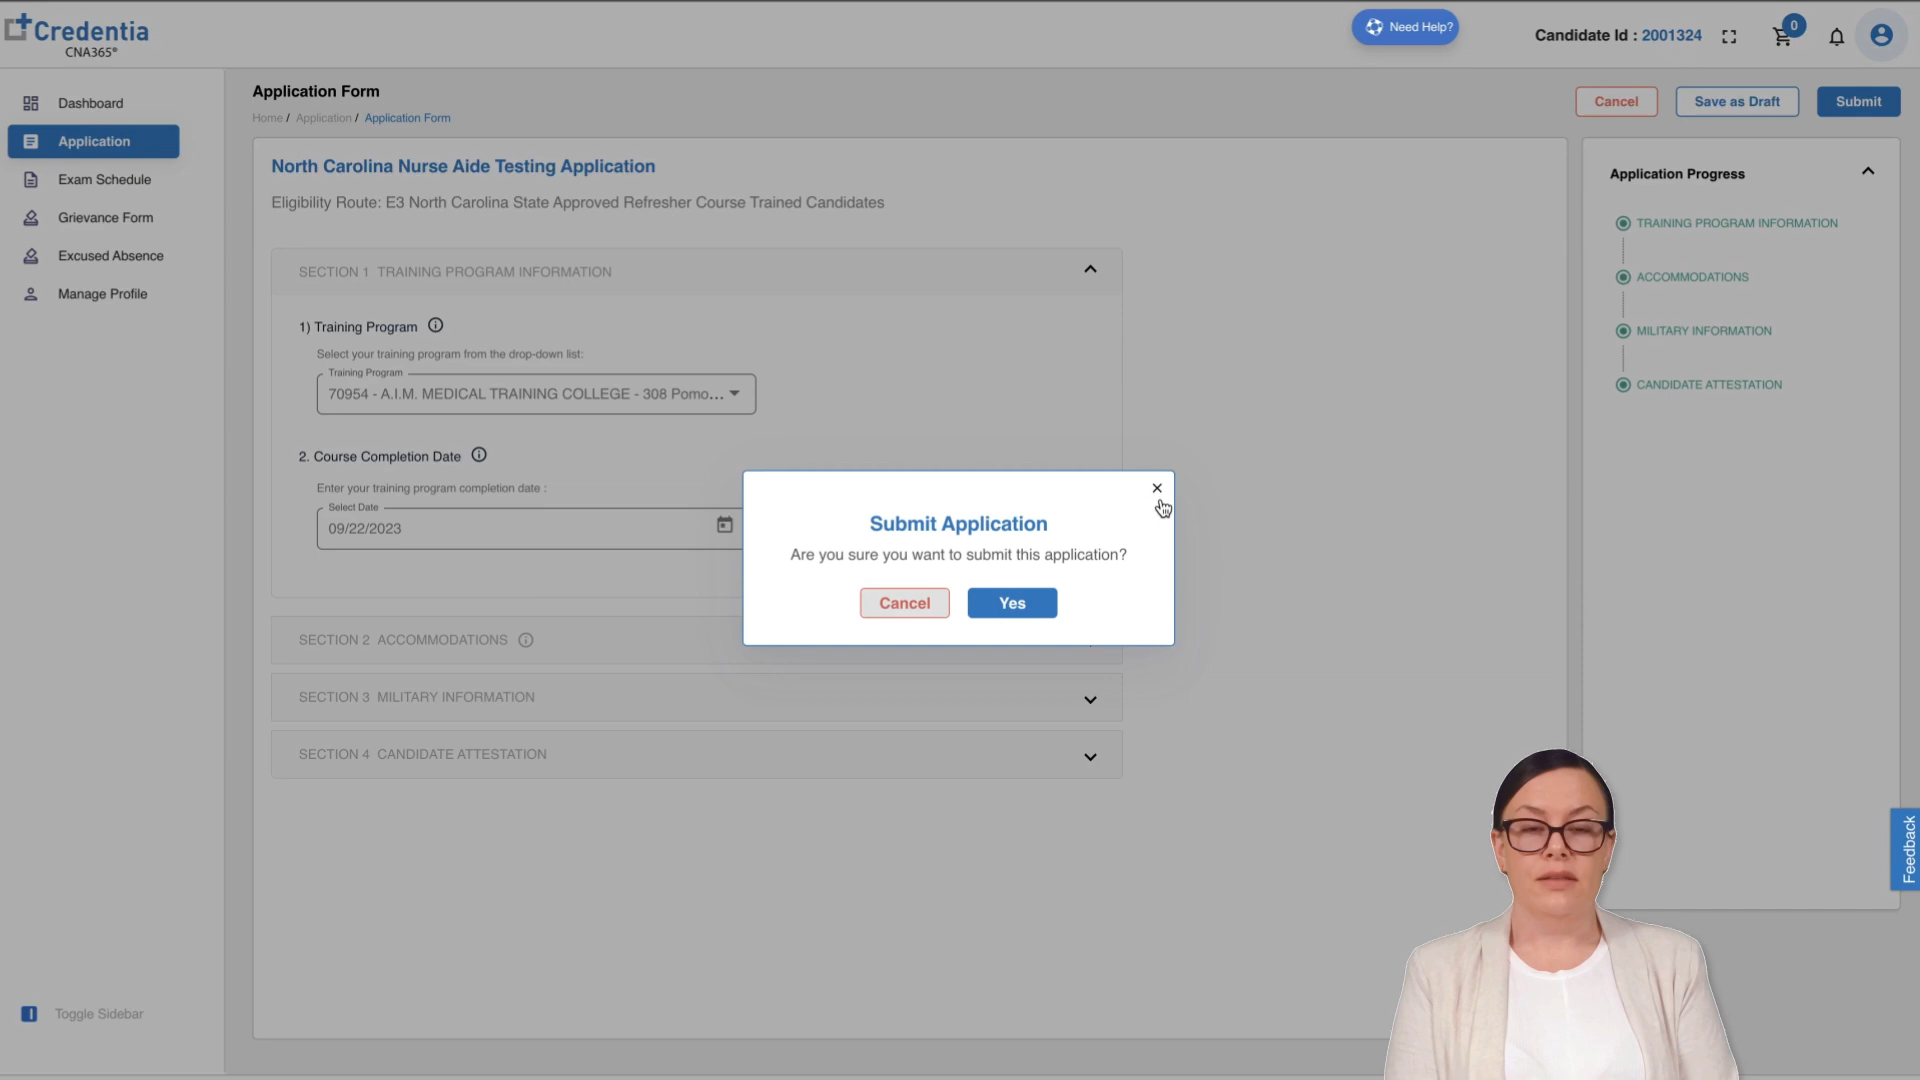 Credentia
CNA365®
Need Help?
Candidate Id : 2001324
0
Dashboard
Application
Exam Schedule
Grievance Form
Excused Absence
Manage Profile
Toggle Sidebar
Application Form
Home / Application / Application Form
Cancel
Save as Draft
Submit
North Carolina Nurse Aide Testing Application
Eligibility Route: E3 North Carolina State Approved Refresher Course Trained Candidates
SECTION 1 TRAINING PROGRAM INFORMATION
1) Training Program
Select your training program from the drop-down list:
Training Program
70954 - A.I.M. MEDICAL TRAINING COLLEGE - 308 Pomo...
2. Course Completion Date
Enter your training program completion date :
Select Date
09/22/2023
SECTION 2 ACCOMMODATIONS
SECTION 3 MILITARY INFORMATION
SECTION 4 CANDIDATE ATTESTATION
Submit Application
Are you sure you want to submit this application?
Cancel
Yes
Application Progress
TRAINING PROGRAM INFORMATION
ACCOMMODATIONS
MILITARY INFORMATION
CANDIDATE ATTESTATION
Feedback